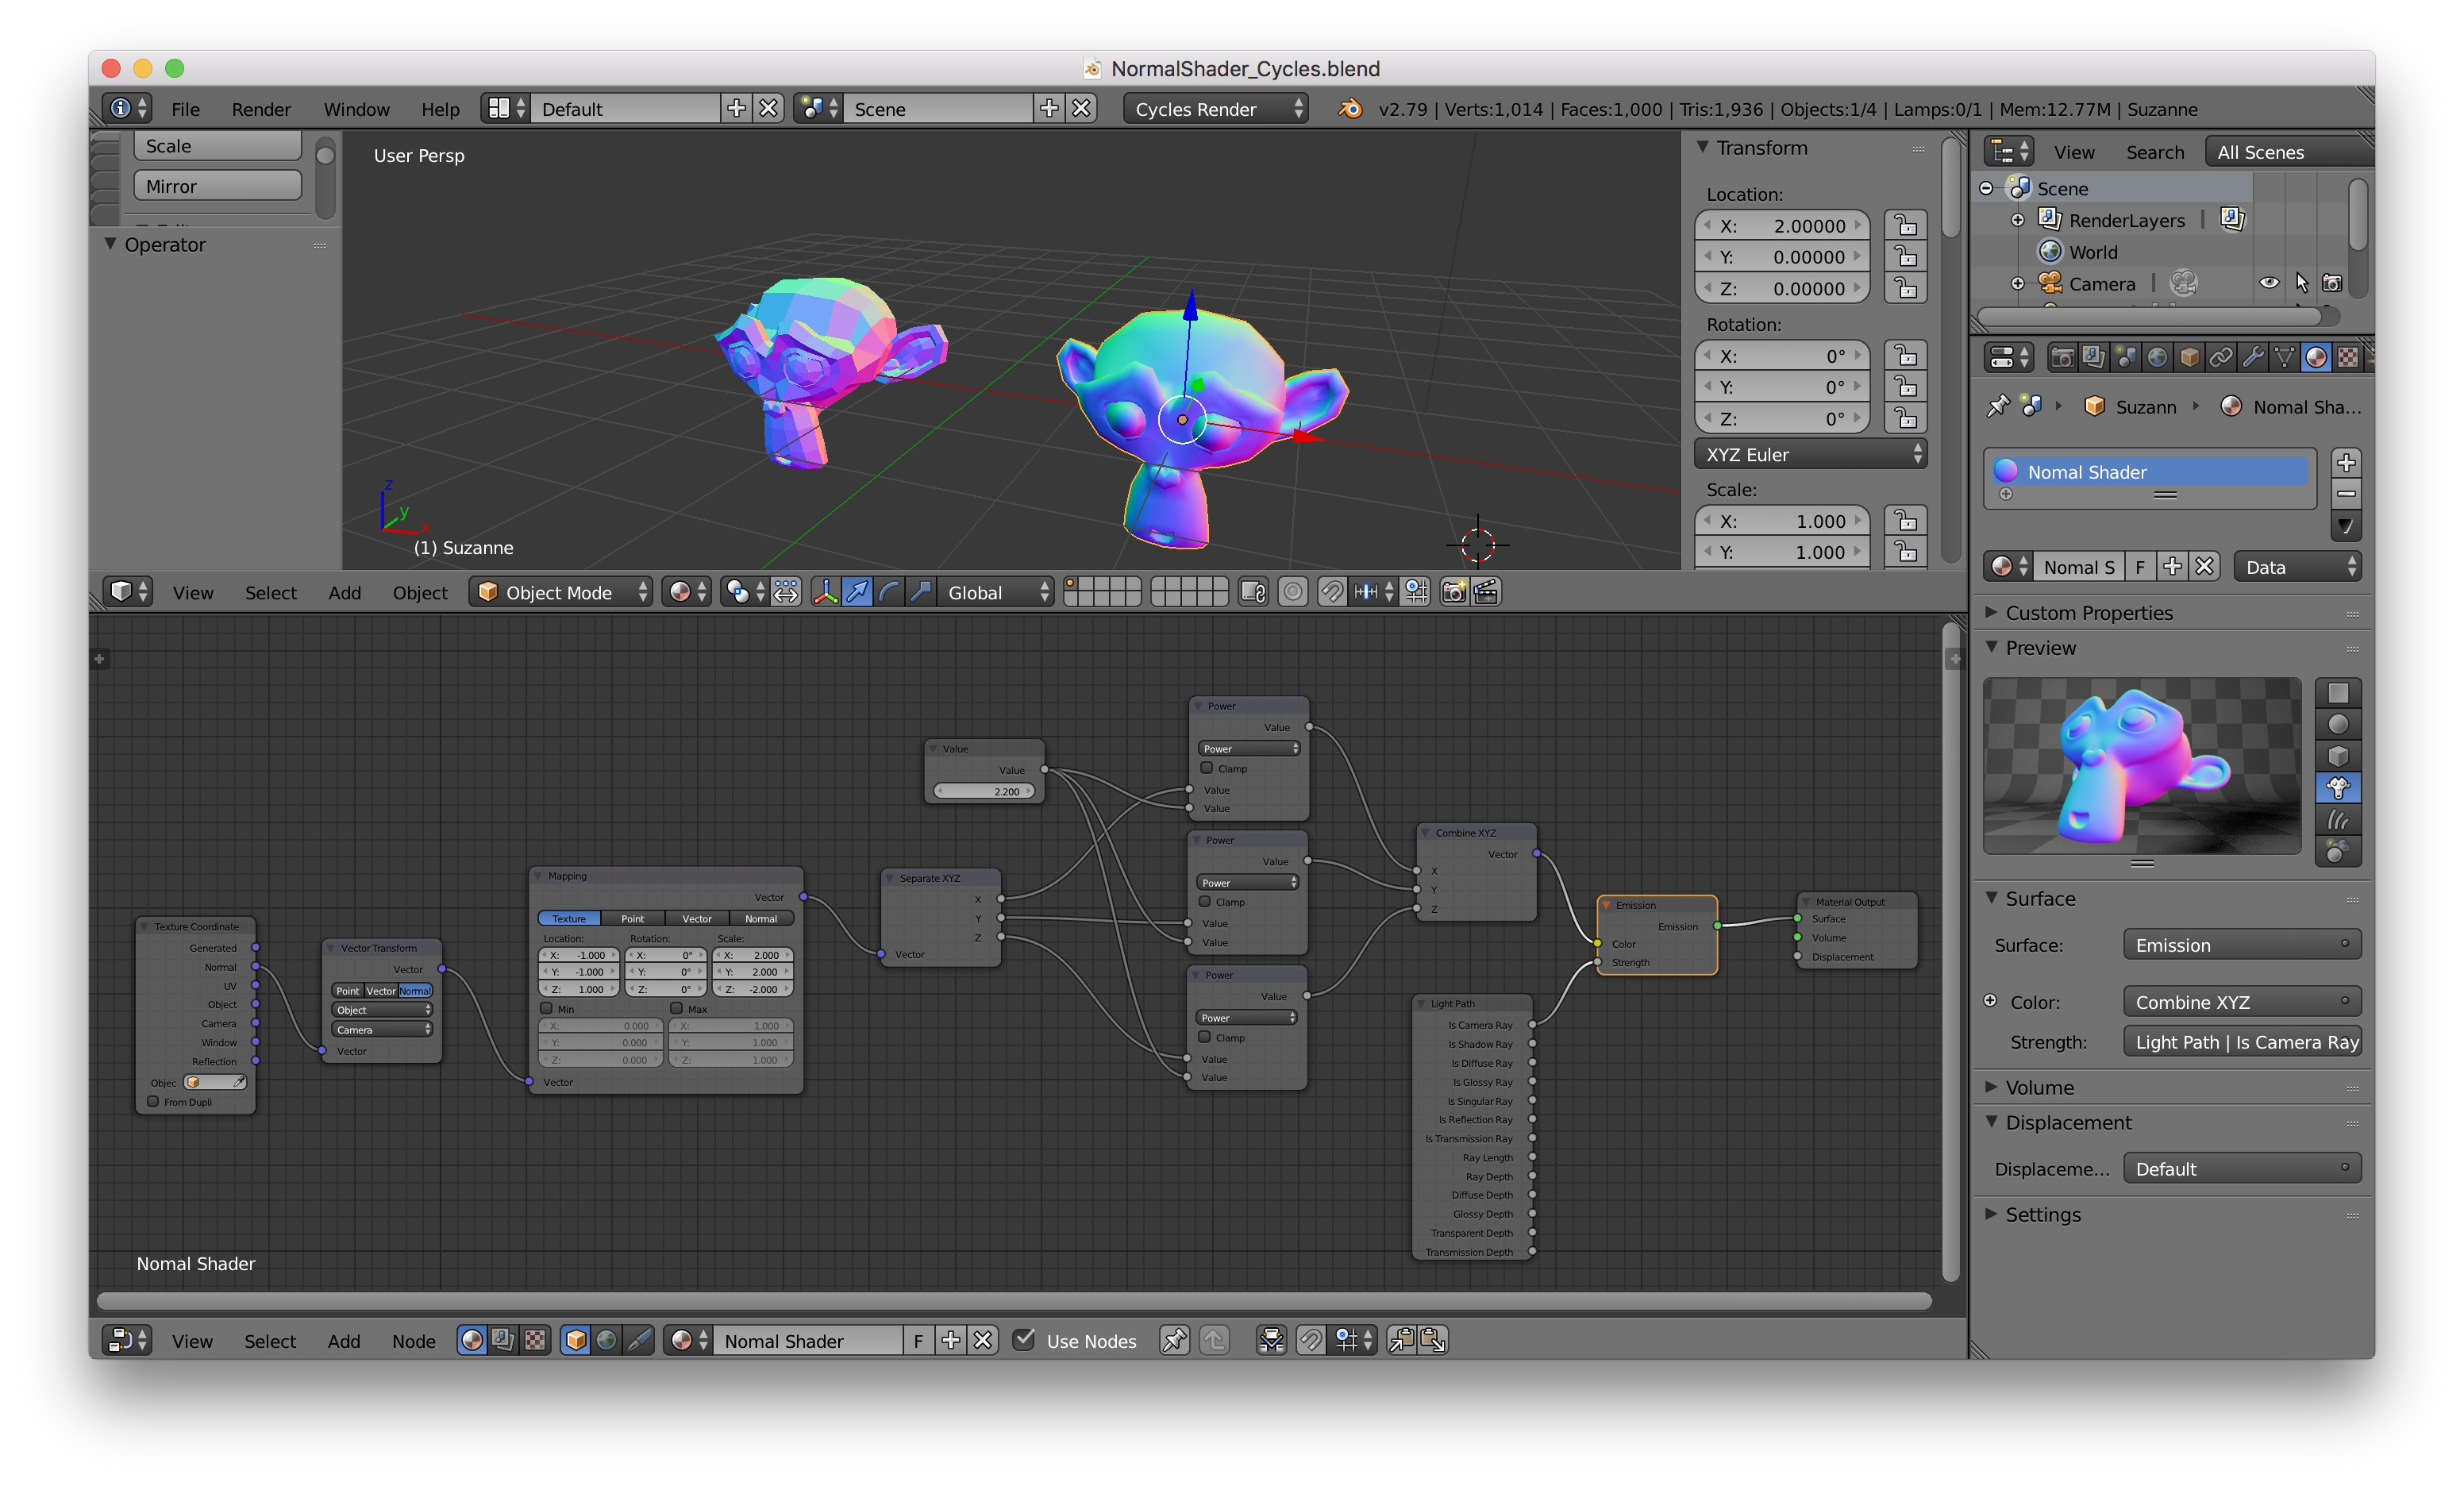 NormalShader_Cycles.blend
File Render Window Help Default Scene Cycles Render v2.79 | Verts:1,014 | Faces:1,000 | Tris:1,936 | Objects:1/4 | Lamps:0/1 | Mem:12.77M | Suzanne
Scale
Mirror
Operator
User Persp
z
y
x
(1) Suzanne
Transform
Location:
X: 2.00000
Y: 0.00000
Z: 0.00000
Rotation:
X: 0°
Y: 0°
Z: 0°
XYZ Euler
Scale:
X: 1.000
Y: 1.000
View Search All Scenes
Scene
RenderLayers |
World
Camera |
View Select Add Object Object Mode Global
Suzann Nomal Sha...
Nomal Shader
Nomal S F Data
Custom Properties
Preview
Surface
Surface: Emission
Color: Combine XYZ
Strength: Light Path | Is Camera Ray
Volume
Displacement
Displaceme... Default
Settings
Texture Coordinate
Generated
Normal
UV
Object
Camera
Window
Reflection
Objec
From Dupli
Vector Transform
Vector
Point Vector Normal
Object
Camera
Vector
Mapping
Vector
Texture Point Vector Normal
Location: Rotation: Scale:
X: -1.000 X: 0° X: 2.000
Y: -1.000 Y: 0° Y: 2.000
Z: 1.000 Z: 0° Z: -2.000
Min Max
X: 0.000 X: 1.000
Y: 0.000 Y: 1.000
Z: 0.000 Z: 1.000
Vector
Separate XYZ
X
Y
Z
Vector
Value
Value
2.200
Power
Value
Power
Clamp
Value
Value
Power
Value
Power
Clamp
Value
Value
Power
Value
Power
Clamp
Value
Value
Combine XYZ
Vector
X
Y
Z
Light Path
Is Camera Ray
Is Shadow Ray
Is Diffuse Ray
Is Glossy Ray
Is Singular Ray
Is Reflection Ray
Is Transmission Ray
Ray Length
Ray Depth
Diffuse Depth
Glossy Depth
Transparent Depth
Transmission Depth
Emission
Emission
Color
Strength
Material Output
Surface
Volume
Displacement
Nomal Shader
View Select Add Node Nomal Shader F Use Nodes